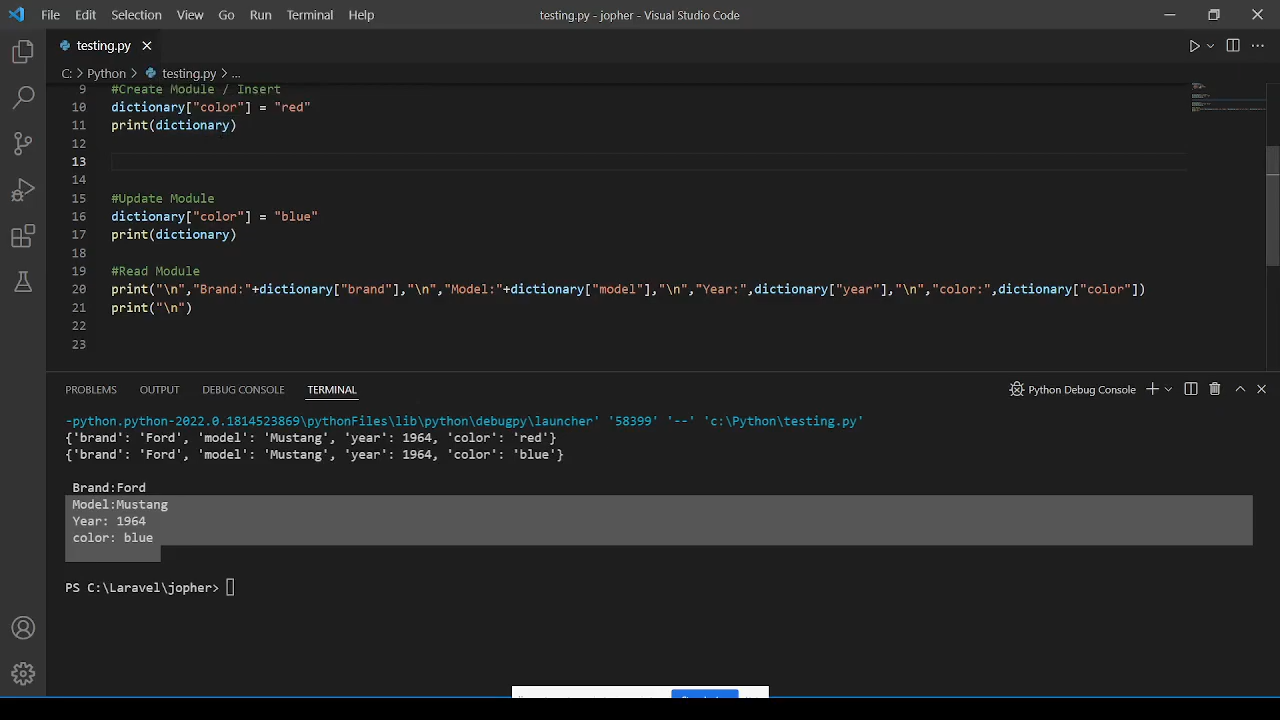 File Edit Selection View Go Run Terminal Help testing.py - jopher - Visual Studio Code
testing.py
C: > Python > testing.py > ...
9 #Create Module / Insert
10 dictionary["color"] = "red"
11 print(dictionary)
12
13
14
15 #Update Module
16 dictionary["color"] = "blue"
17 print(dictionary)
18
19 #Read Module
20 print("\n","Brand:"+dictionary["brand"],"\n","Model:"+dictionary["model"],"\n","Year:",dictionary["year"],"\n","color:",dictionary["color"])
21 print("\n")
22
23
PROBLEMS OUTPUT DEBUG CONSOLE TERMINAL Python Debug Console
-python.python-2022.0.1814523869\pythonFiles\lib\python\debugpy\launcher' '58399' '--' 'c:\Python\testing.py'
{'brand': 'Ford', 'model': 'Mustang', 'year': 1964, 'color': 'red'}
{'brand': 'Ford', 'model': 'Mustang', 'year': 1964, 'color': 'blue'}
Brand:Ford
Model:Mustang
Year: 1964
color: blue
PS C:\Laravel\jopher>